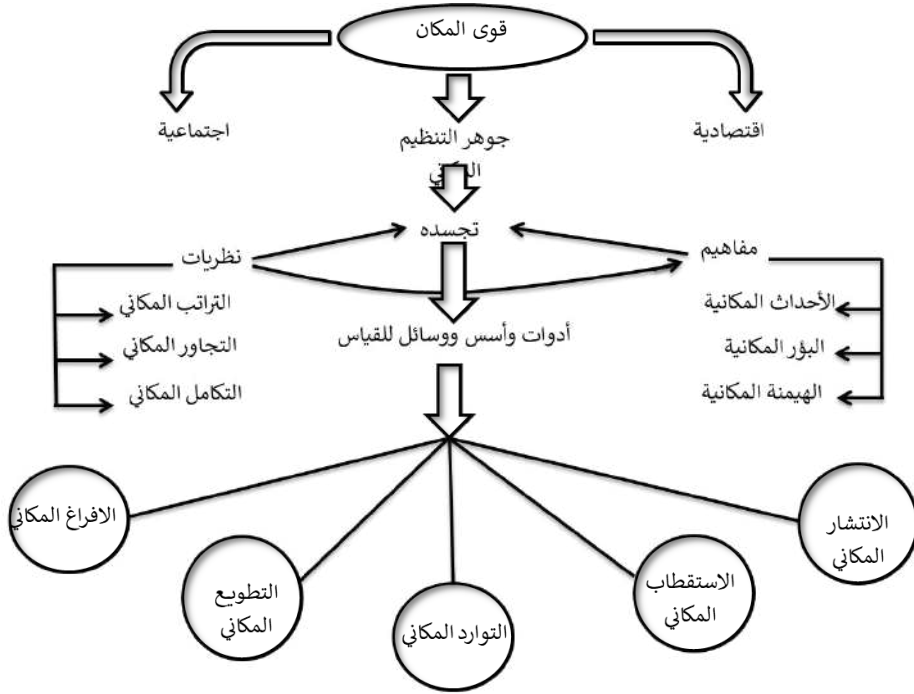 قوى المكان
اقتصادية
اجتماعية
جوهر التنظيم
المكاني
تجسده
مفاهيم
نظريات
الأحداث المكانية
التراتب المكاني
أدوات وأسس ووسائل للقياس
البؤر المكانية
التجاور المكاني
الهيمنة المكانية
التكامل المكاني
الانتشار
المكاني
الاستقطاب
المكاني
التوارد المكاني
التطويع
المكاني
الافراغ المكاني